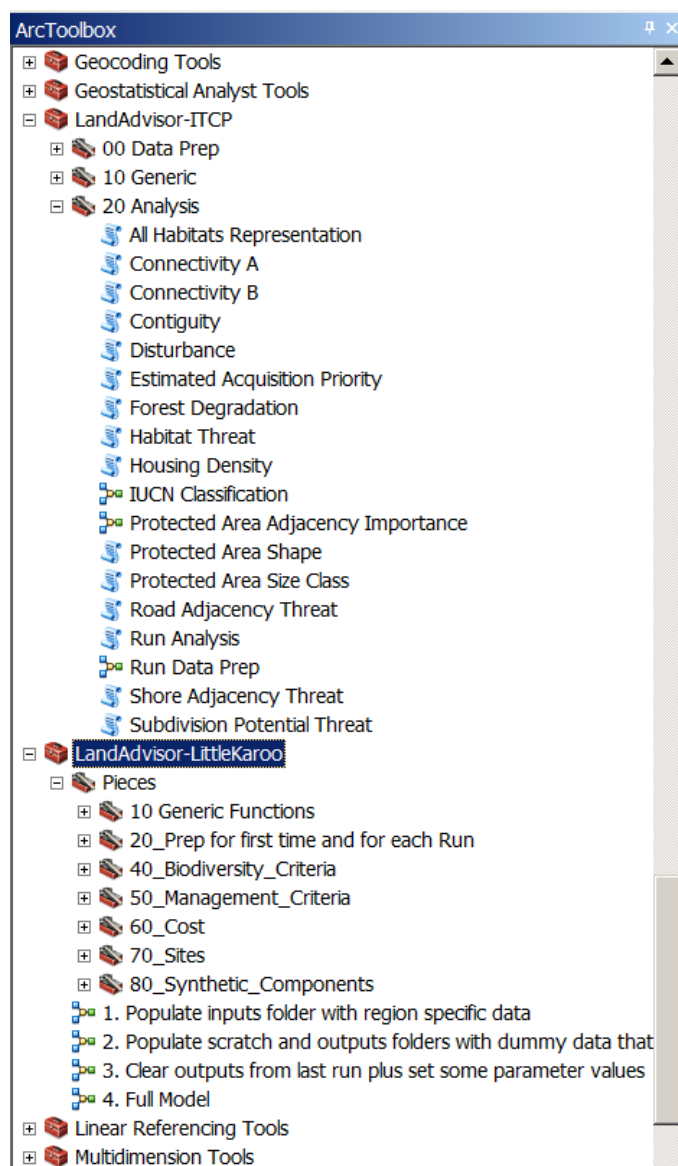 ArcToolbox
Geocoding Tools
Geostatistical Analyst Tools
LandAdvisor-ITCP
00 Data Prep
10 Generic
20 Analysis
All Habitats Representation
Connectivity A
Connectivity B
Contiguity
Disturbance
Estimated Acquisition Priority
Forest Degradation
Habitat Threat
Housing Density
IUCN Classification
Protected Area Adjacency Importance
Protected Area Shape
Protected Area Size Class
Road Adjacency Threat
Run Analysis
Run Data Prep
Shore Adjacency Threat
Subdivision Potential Threat
LandAdvisor-LittleKaroo
Pieces
10 Generic Functions
20_Prep for first time and for each Run
40_Biodiversity_Criteria
50_Management_Criteria
60_Cost
70_Sites
80_Synthetic_Components
1. Populate inputs folder with region specific data
2. Populate scratch and outputs folders with dummy data that
3. Clear outputs from last run plus set some parameter values
4. Full Model
Linear Referencing Tools
Multidimension Tools